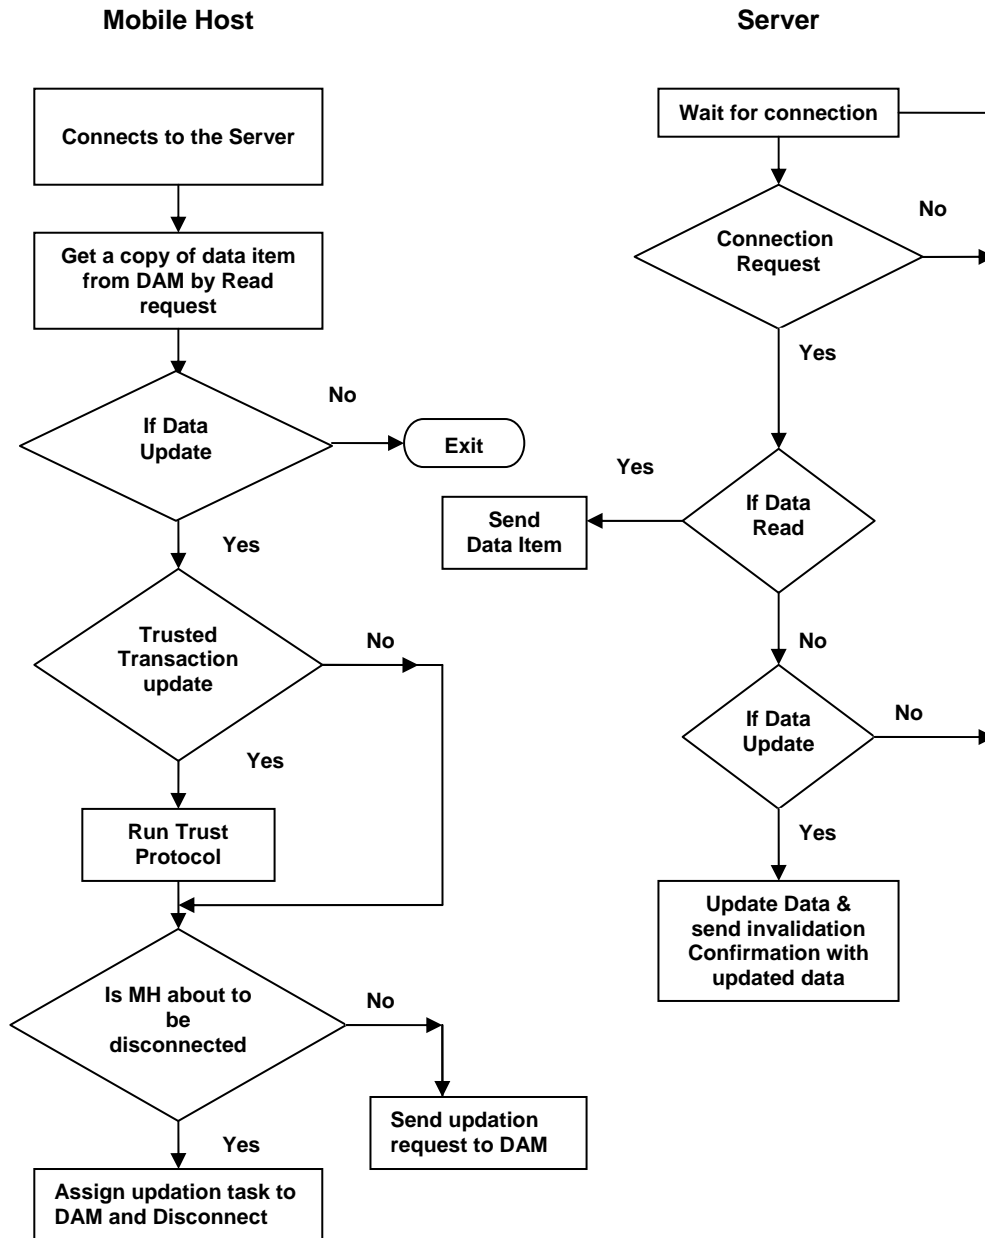 Mobile Host
Connects to the Server
Get a copy of data item
from DAM by Read
request
If Data
Update
No
Exit
Yes
Trusted
Transaction
update
No
Yes
Run Trust
Protocol
Is MH about to
be
disconnected
No
Send updation
request to DAM
Yes
Assign updation task to
DAM and Disconnect
Server
Wait for connection
Connection
Request
No
Yes
If Data
Read
Yes
Send
Data Item
No
If Data
Update
No
Yes
Update Data &
send invalidation
Confirmation with
updated data